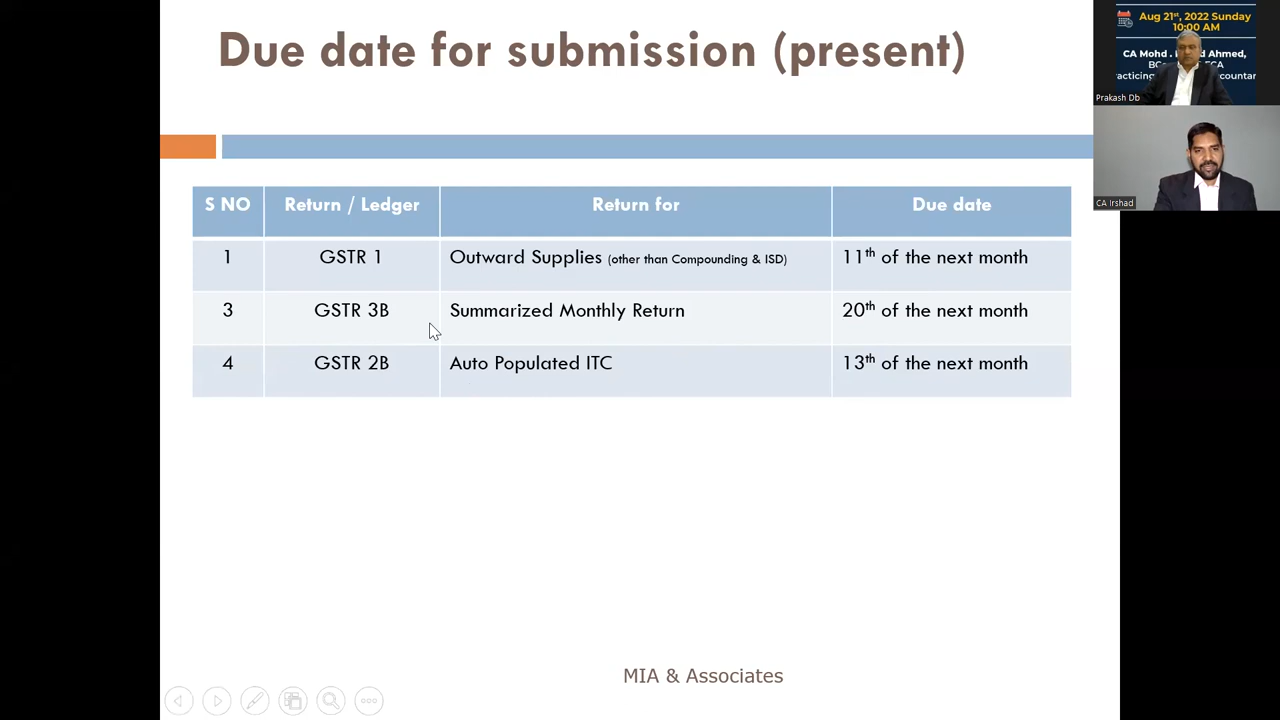 Due date for submission (present)
Aug 21st, 2022 Sunday
10:00 AM
CA Mohd . Ahmed,
Prakash Db
CA Irshad
S NO Return / Ledger Return for Due date
1 GSTR 1 Outward Supplies (other than Compounding & ISD) 11th of the next month
3 GSTR 3B Summarized Monthly Return 20th of the next month
4 GSTR 2B Auto Populated ITC 13th of the next month
MIA & Associates